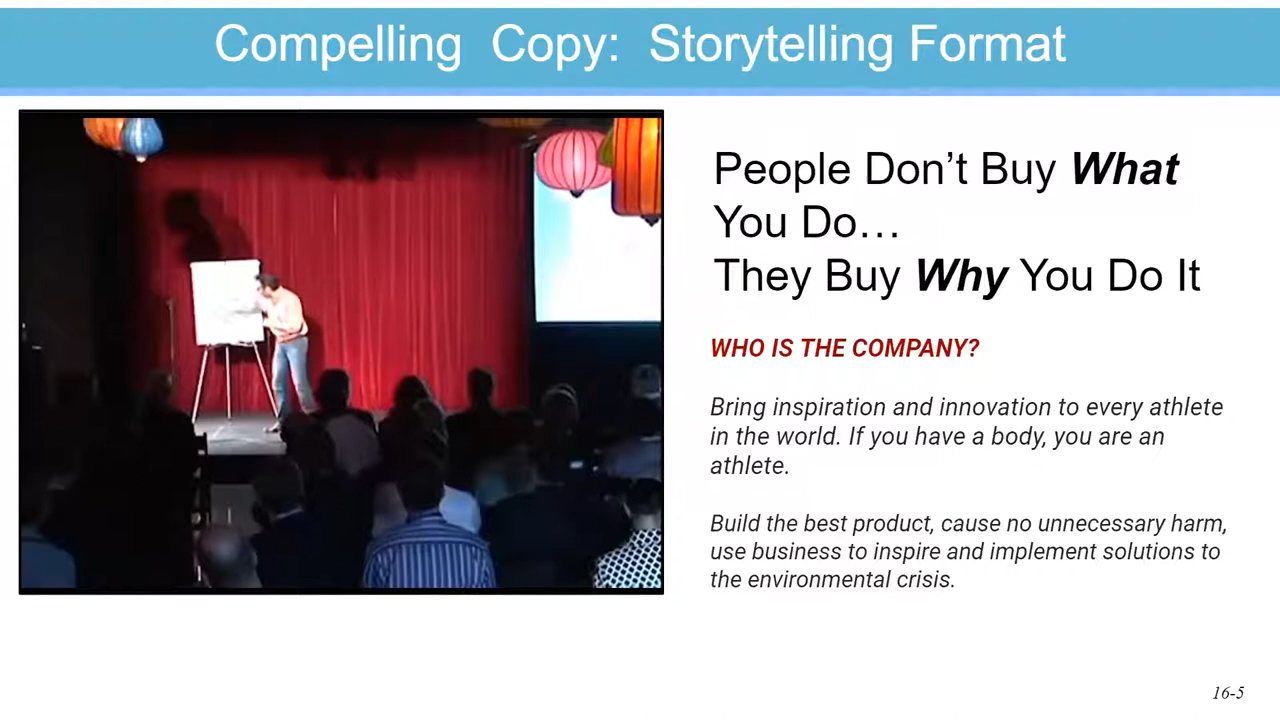 Compelling Copy: Storytelling Format
People Don’t Buy What
You Do…
They Buy Why You Do It
WHO IS THE COMPANY?
Bring inspiration and innovation to every athlete
in the world. If you have a body, you are an
athlete.
Build the best product, cause no unnecessary harm,
use business to inspire and implement solutions to
the environmental crisis.
16-5